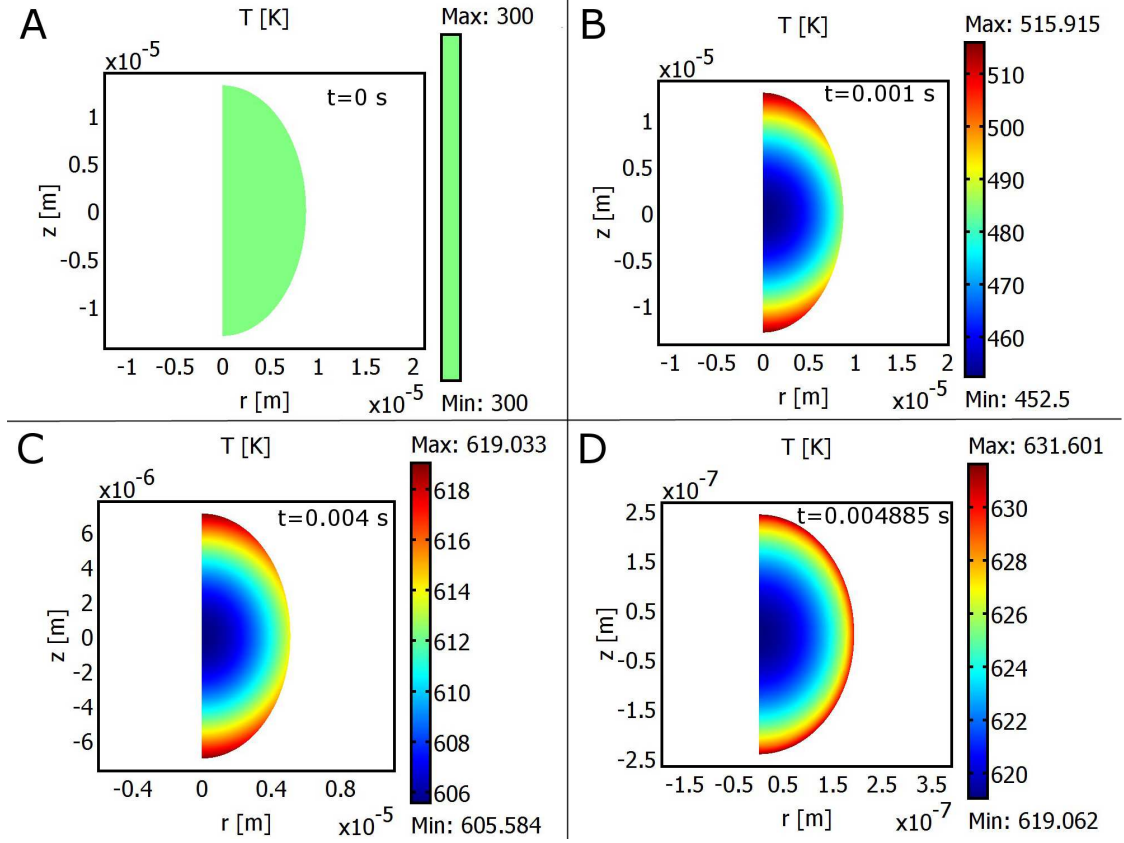 A
T [K]
Max: 300
x10-5
t=0 s
1
0.5
0
-0.5
-1
z [m]
-1 -0.5 0 0.5 1 1.5 2
r [m]
x10-5
Min: 300
B
T [K]
Max: 515.915
x10-5
t=0.001 s
1
0.5
0
-0.5
-1
z [m]
-1 -0.5 0 0.5 1 1.5 2
r [m]
x10-5
510
500
490
480
470
460
Min: 452.5
C
T [K]
Max: 619.033
x10-6
t=0.004 s
6
4
2
0
-2
-4
-6
z [m]
-0.4 0 0.4 0.8
r [m]
x10-5
618
616
614
612
610
608
606
Min: 605.584
D
T [K]
Max: 631.601
x10-7
t=0.004885 s
2.5
1.5
0.5
-0.5
-1.5
-2.5
z [m]
-1.5 -0.5 0.5 1.5 2.5 3.5
r [m]
x10-7
630
628
626
624
622
620
Min: 619.062